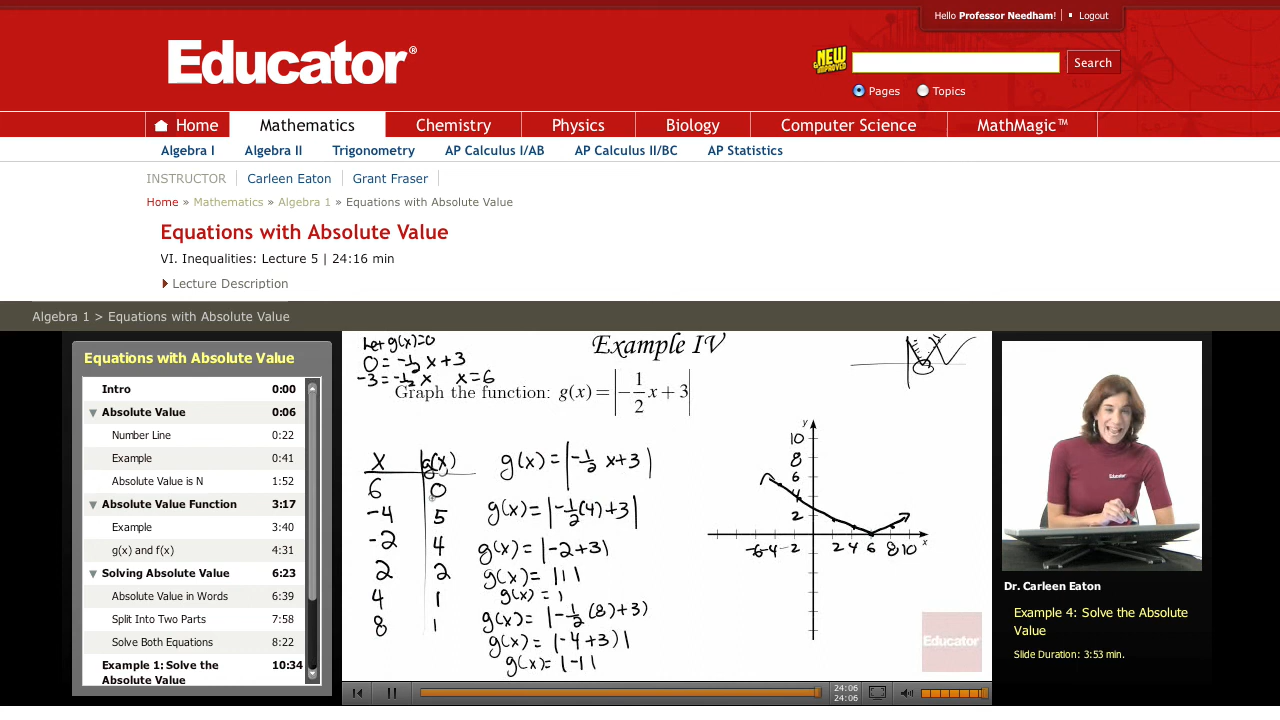 Hello Professor Needham! | Logout
Educator®
NEW & IMPROVED
Search
Pages Topics
Home Mathematics Chemistry Physics Biology Computer Science MathMagic™
Algebra I Algebra II Trigonometry AP Calculus I/AB AP Calculus II/BC AP Statistics
INSTRUCTOR Carleen Eaton Grant Fraser
Home » Mathematics » Algebra 1 » Equations with Absolute Value
Equations with Absolute Value
VI. Inequalities: Lecture 5 | 24:16 min
Lecture Description
Algebra 1 > Equations with Absolute Value
Equations with Absolute Value
Intro 0:00
Absolute Value 0:06
Number Line 0:22
Example 0:41
Absolute Value is N 1:52
Absolute Value Function 3:17
Example 3:40
g(x) and f(x) 4:31
Solving Absolute Value 6:23
Absolute Value in Words 6:39
Split Into Two Parts 7:58
Solve Both Equations 8:22
Example 1: Solve the 10:34
Absolute Value
Let g(x)=0
0=-1/2 x+3
-3=-1/2 x x=6
Example IV
Graph the function: g(x)=|-1/2 x+3|
x g(x)
6 0
-4 5
-2 4
2 2
4 1
8 1
g(x)=|-1/2 x+3|
g(x)=|-1/2(4)+3|
g(x)=|-2+3|
g(x)=|1|
g(x)=1
g(x)=|-1/2(8)+3)
g(x)=|-4+3)|
g(x)=|-1|
y
10
8
6
4
2
-6 -4 -2 2 4 6 8 10 x
Educator
24:06
24:06
Educator
Dr. Carleen Eaton
Example 4: Solve the Absolute
Value
Slide Duration: 3:53 min.